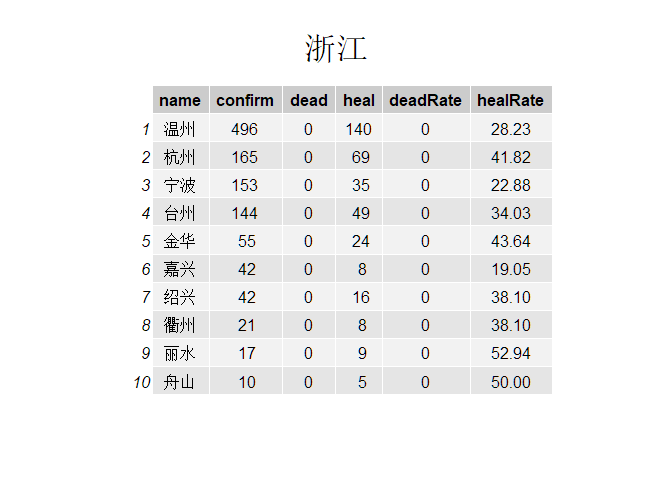 浙江
name confirm dead heal deadRate healRate
1 温州 496 0 140 0 28.23
2 杭州 165 0 69 0 41.82
3 宁波 153 0 35 0 22.88
4 台州 144 0 49 0 34.03
5 金华 55 0 24 0 43.64
6 嘉兴 42 0 8 0 19.05
7 绍兴 42 0 16 0 38.10
8 衢州 21 0 8 0 38.10
9 丽水 17 0 9 0 52.94
10 舟山 10 0 5 0 50.00